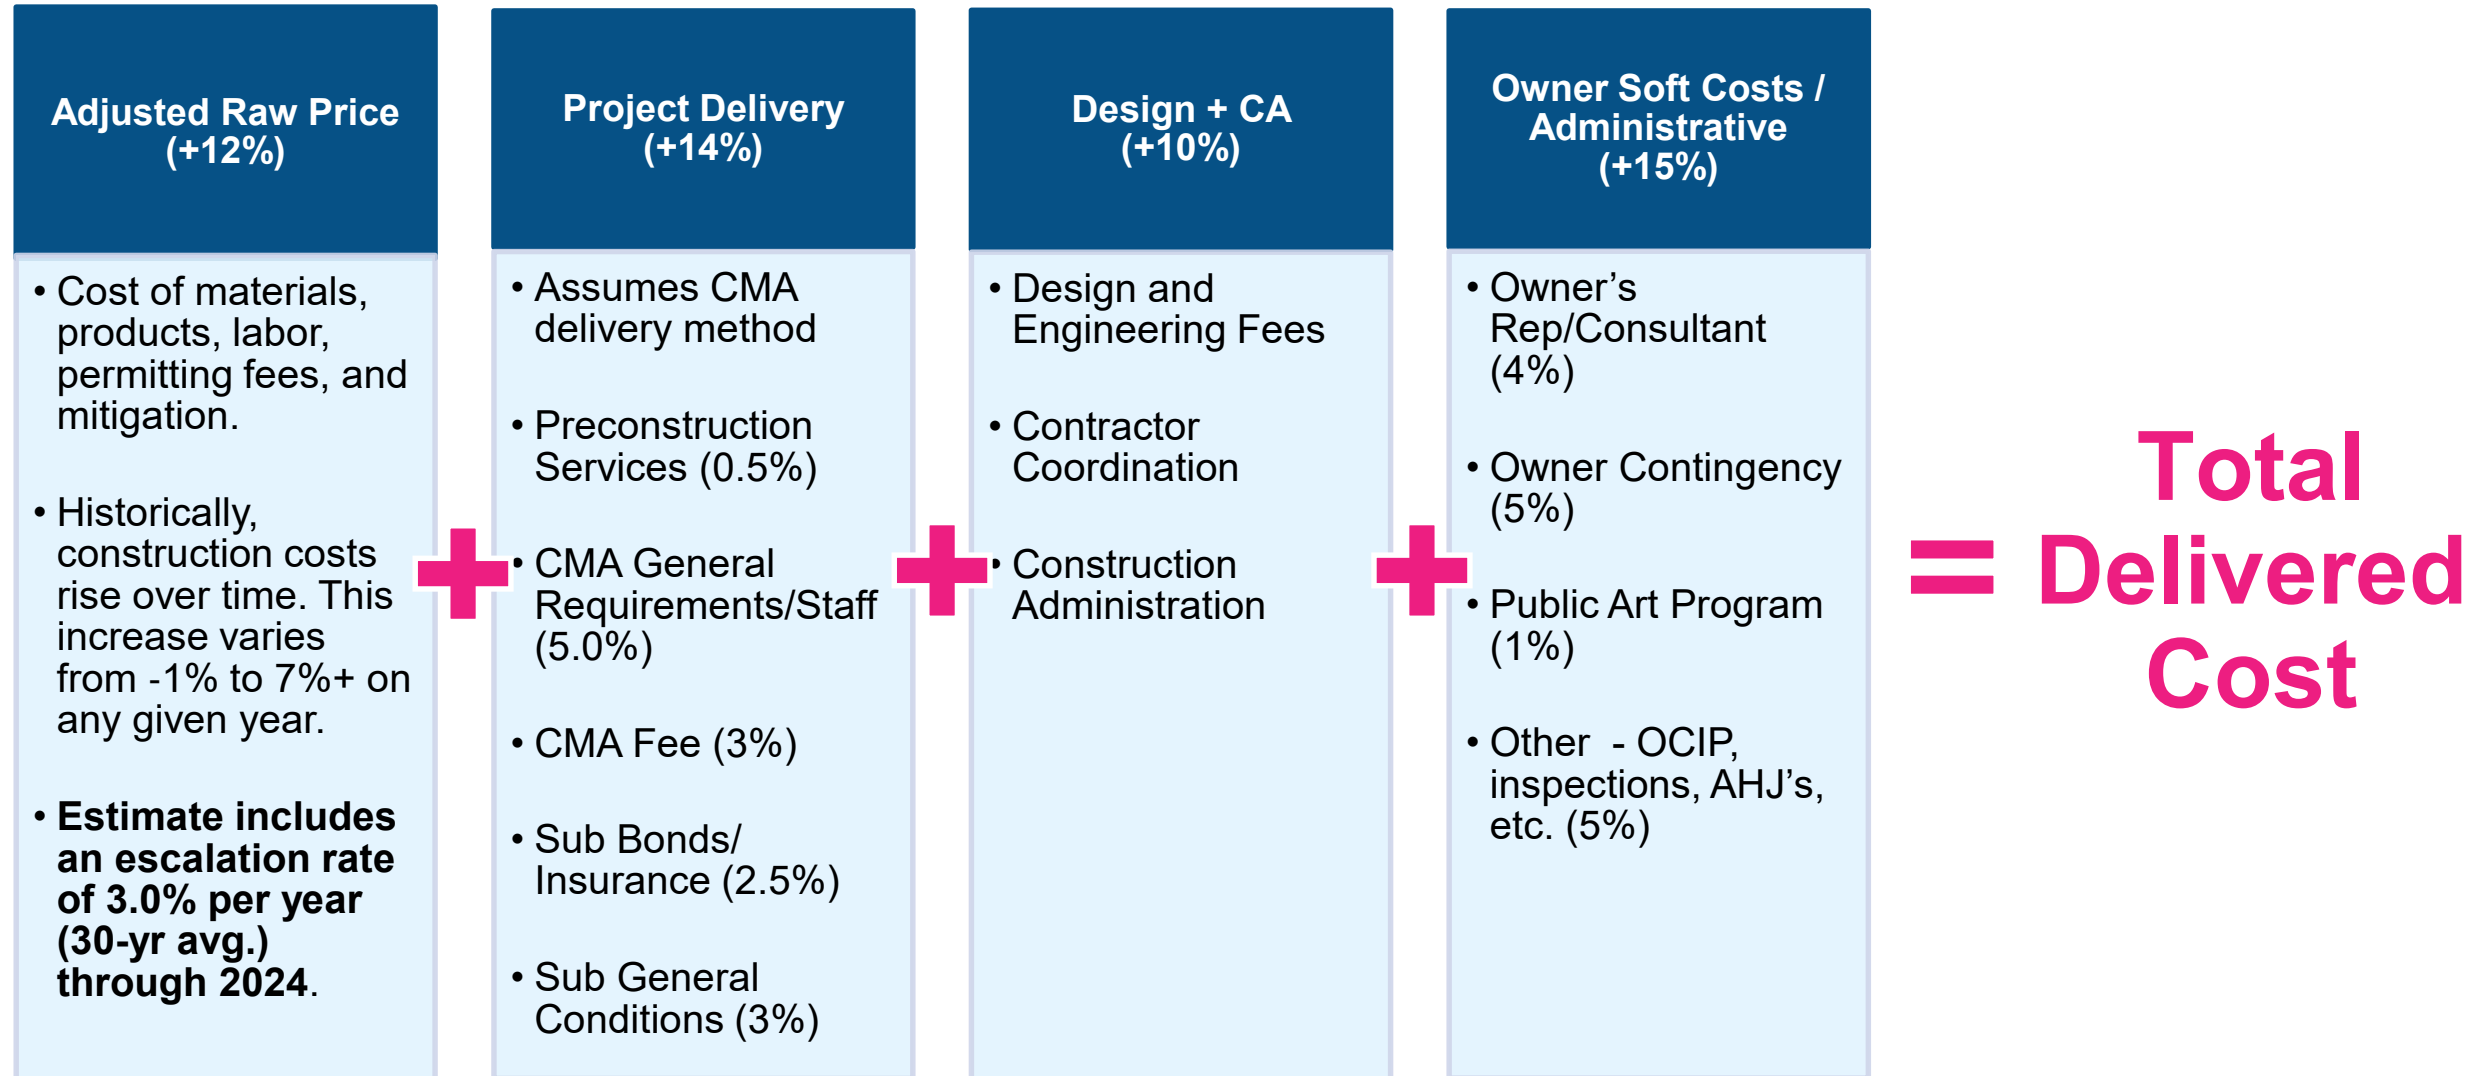 Adjusted Raw Price
(+12%)
• Cost of materials,
products, labor,
permitting fees, and
mitigation.
• Historically,
construction costs
rise over time. This
increase varies
from -1% to 7%+ on
any given year.
• Estimate includes
an escalation rate
of 3.0% per year
(30-yr avg.)
through 2024.
+
Project Delivery
(+14%)
• Assumes CMA
delivery method
• Preconstruction
Services (0.5%)
• CMA General
Requirements/Staff
(5.0%)
• CMA Fee (3%)
• Sub Bonds/
Insurance (2.5%)
• Sub General
Conditions (3%)
+
Design + CA
(+10%)
• Design and
Engineering Fees
• Contractor
Coordination
• Construction
Administration
+
Owner Soft Costs /
Administrative
(+15%)
• Owner’s
Rep/Consultant
(4%)
• Owner Contingency
(5%)
• Public Art Program
(1%)
• Other  - OCIP,
inspections, AHJ’s,
etc. (5%)
=
Total
Delivered
Cost